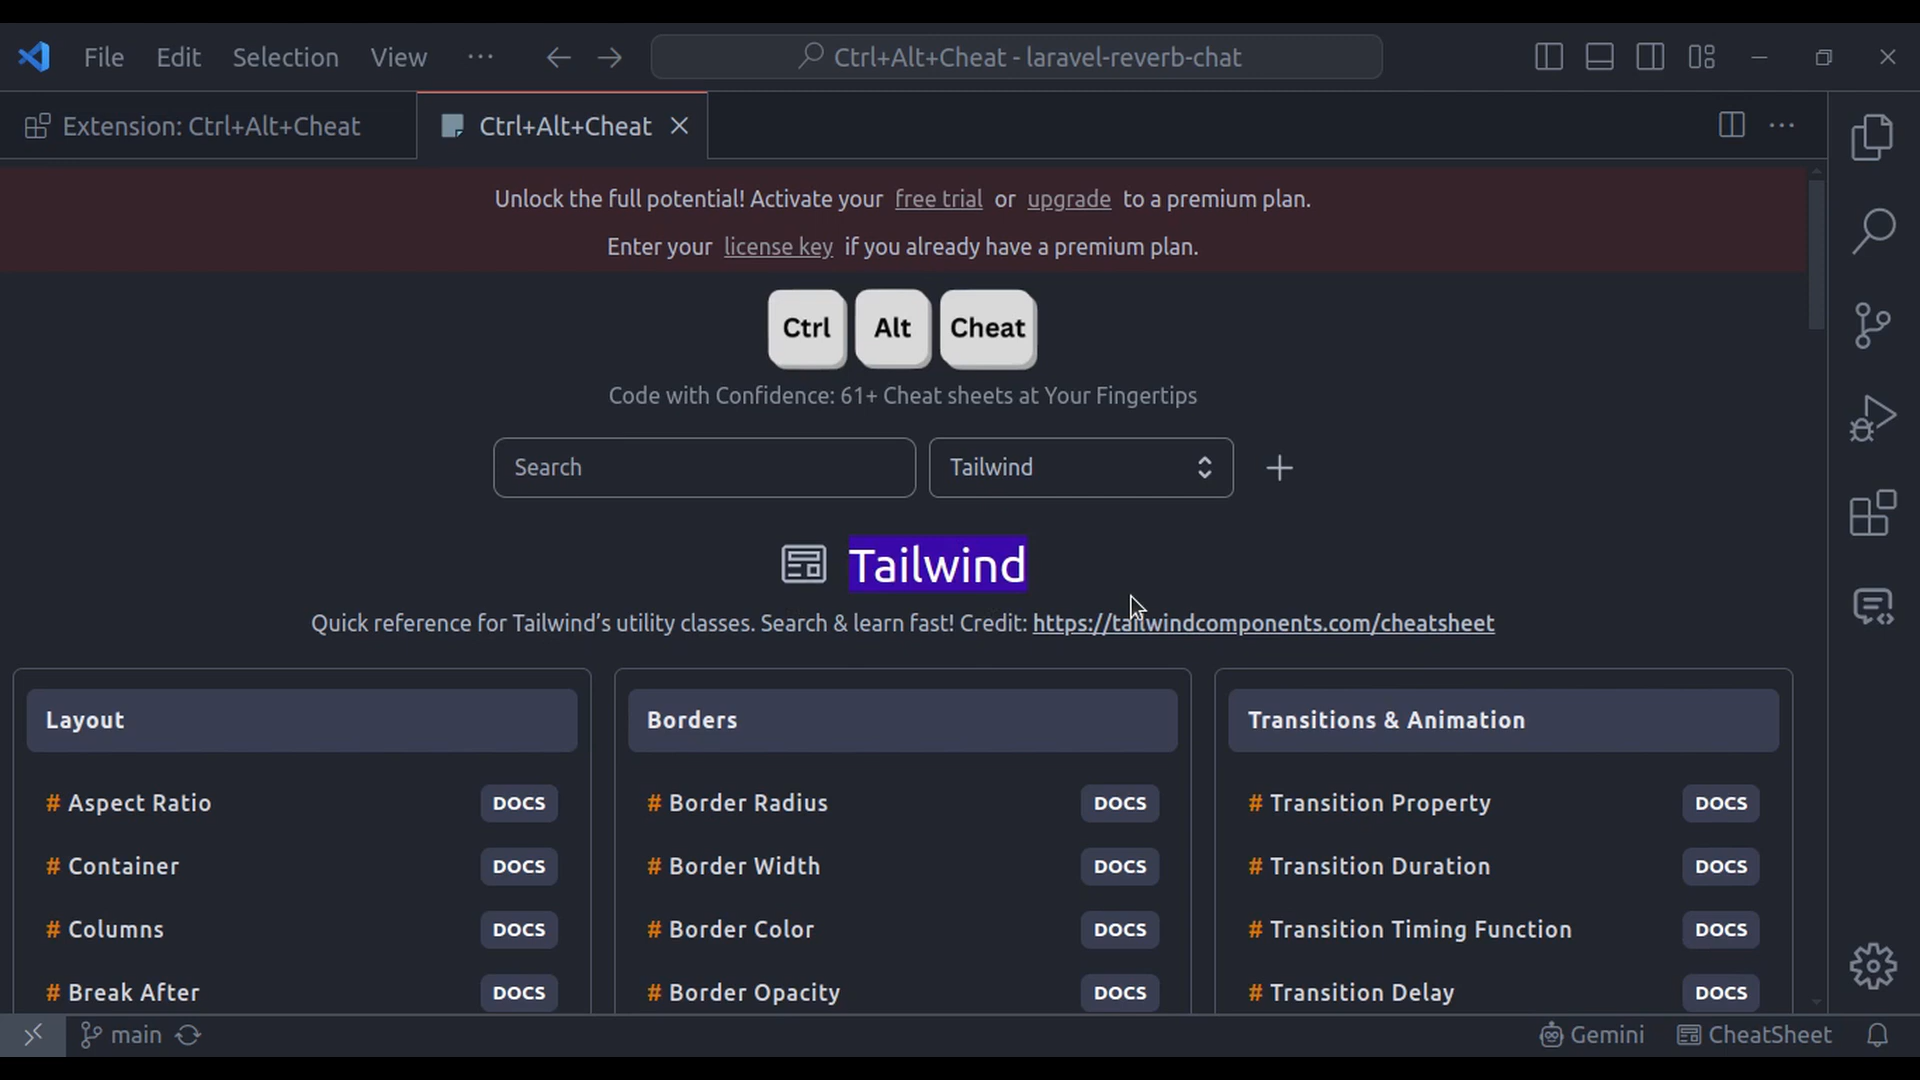 File Edit Selection View ··· Ctrl+Alt+Cheat - laravel-reverb-chat
Extension: Ctrl+Alt+Cheat Ctrl+Alt+Cheat
Unlock the full potential! Activate your free trial or upgrade to a premium plan.
Enter your license key if you already have a premium plan.
Ctrl Alt Cheat
Code with Confidence: 61+ Cheat sheets at Your Fingertips
Search Tailwind
Tailwind
Quick reference for Tailwind’s utility classes. Search & learn fast! Credit: https://tailwindcomponents.com/cheatsheet
Layout Borders Transitions & Animation
# Aspect Ratio DOCS # Border Radius DOCS # Transition Property DOCS
# Container DOCS # Border Width DOCS # Transition Duration DOCS
# Columns DOCS # Border Color DOCS # Transition Timing Function DOCS
# Break After DOCS # Border Opacity DOCS # Transition Delay DOCS
main Gemini CheatSheet